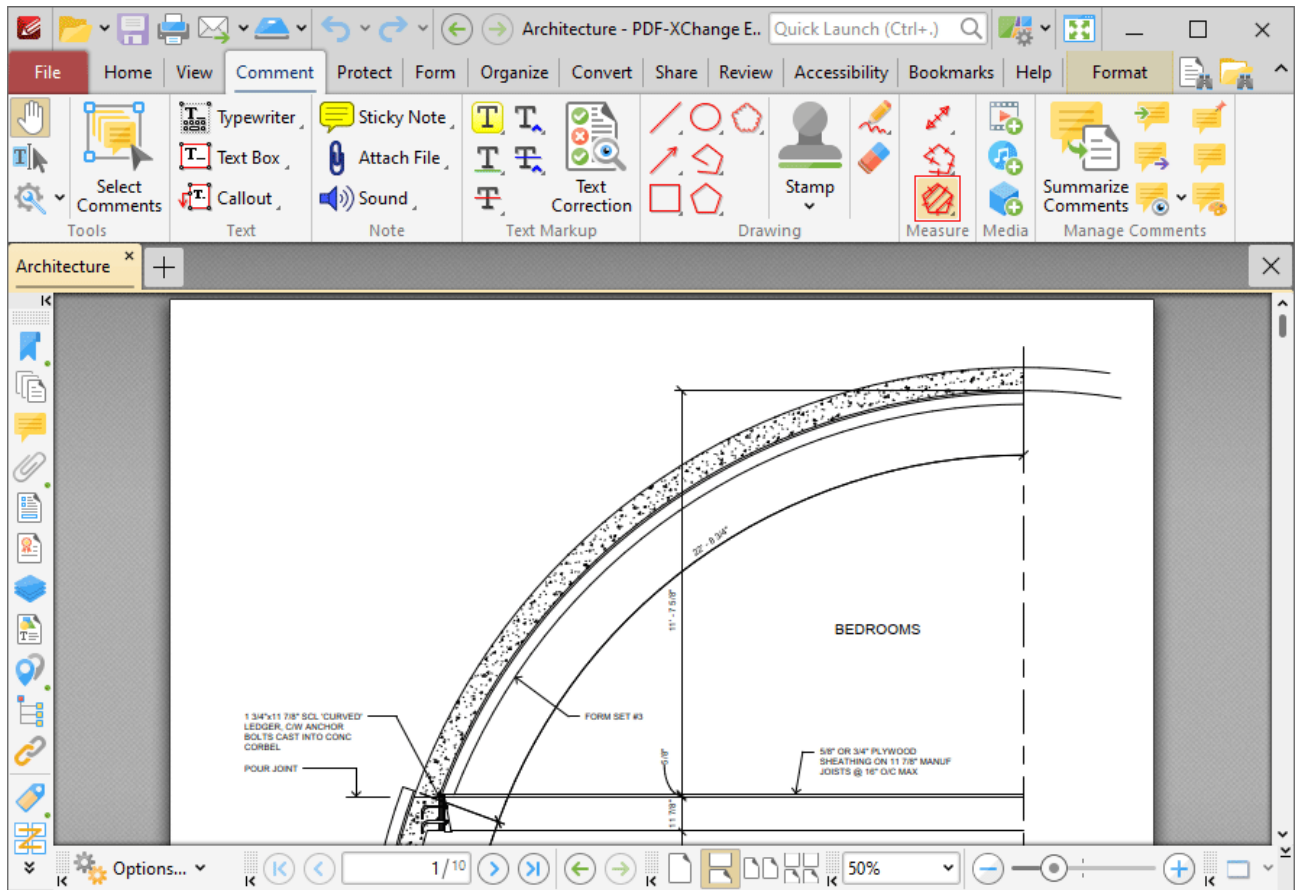 Architecture - PDF-XChange E..
Quick Launch (Ctrl+.)
File Home View Comment Protect Form Organize Convert Share Review Accessibility Bookmarks Help Format
Typewriter
Sticky Note
Text Box
Attach File
Select Comments
Callout
Sound
Text Correction
Stamp
Summarize Comments
Tools Text Note Text Markup Drawing Measure Media Manage Comments
Architecture
22' - 8 3/4"
11' - 7 5/8"
BEDROOMS
1 3/4"x11 7/8" SCL 'CURVED'
LEDGER, C/W ANCHOR
BOLTS CAST INTO CONC
CORBEL
FORM SET #3
POUR JOINT
5/8" OR 3/4" PLYWOOD
SHEATHING ON 11 7/8" MANUF
JOISTS @ 16" O/C MAX
5/8"
11 7/8"
Options...
1/10
50%